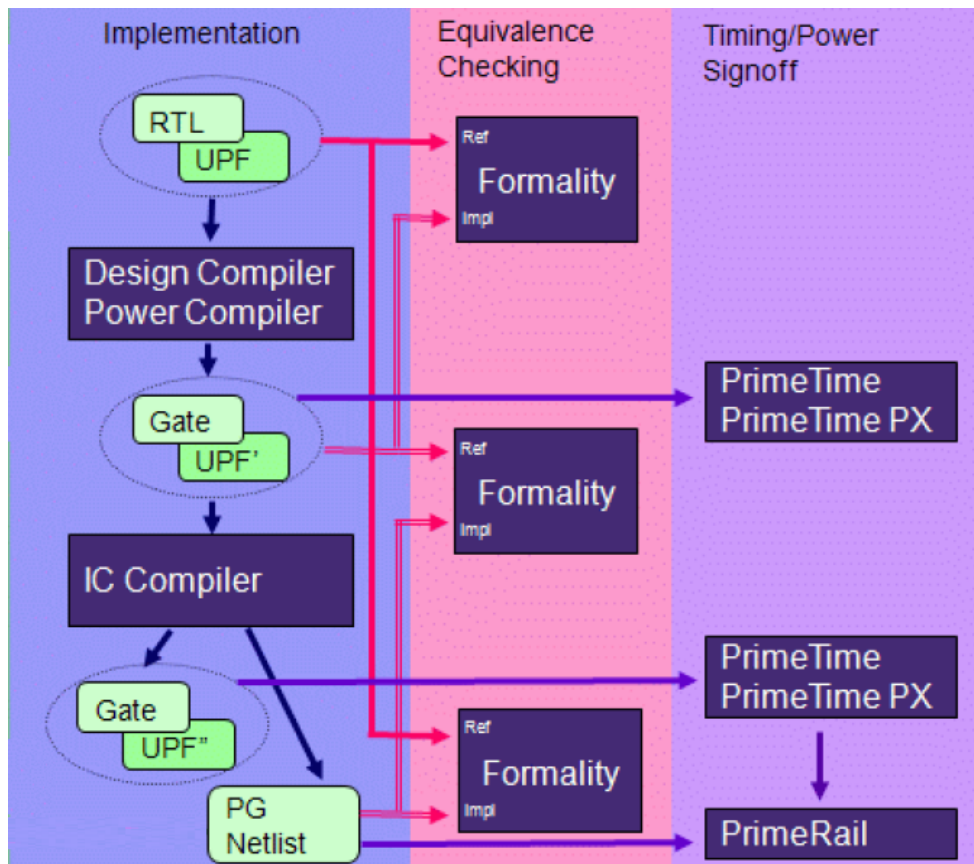 Implementation
Equivalence
Checking
Timing/Power
Signoff
RTL
UPF
Ref
Formality
Impl
Design Compiler
Power Compiler
Gate
UPF’
PrimeTime
PrimeTime PX
Ref
Formality
Impl
IC Compiler
Gate
UPF”
PrimeTime
PrimeTime PX
Ref
Formality
Impl
PG
Netlist
PrimeRail